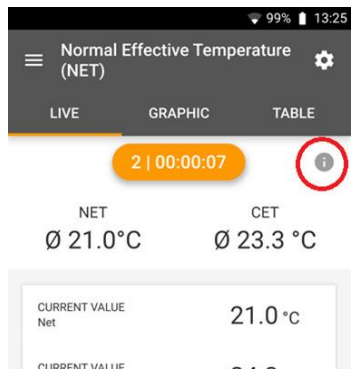 99% 13:25
Normal Effective Temperature
(NET)
LIVE GRAPHIC TABLE
2 | 00:00:07
NET CET
Ø 21.0°C Ø 23.3 °C
CURRENT VALUE
Net
21.0 °C
CURRENT VALUE